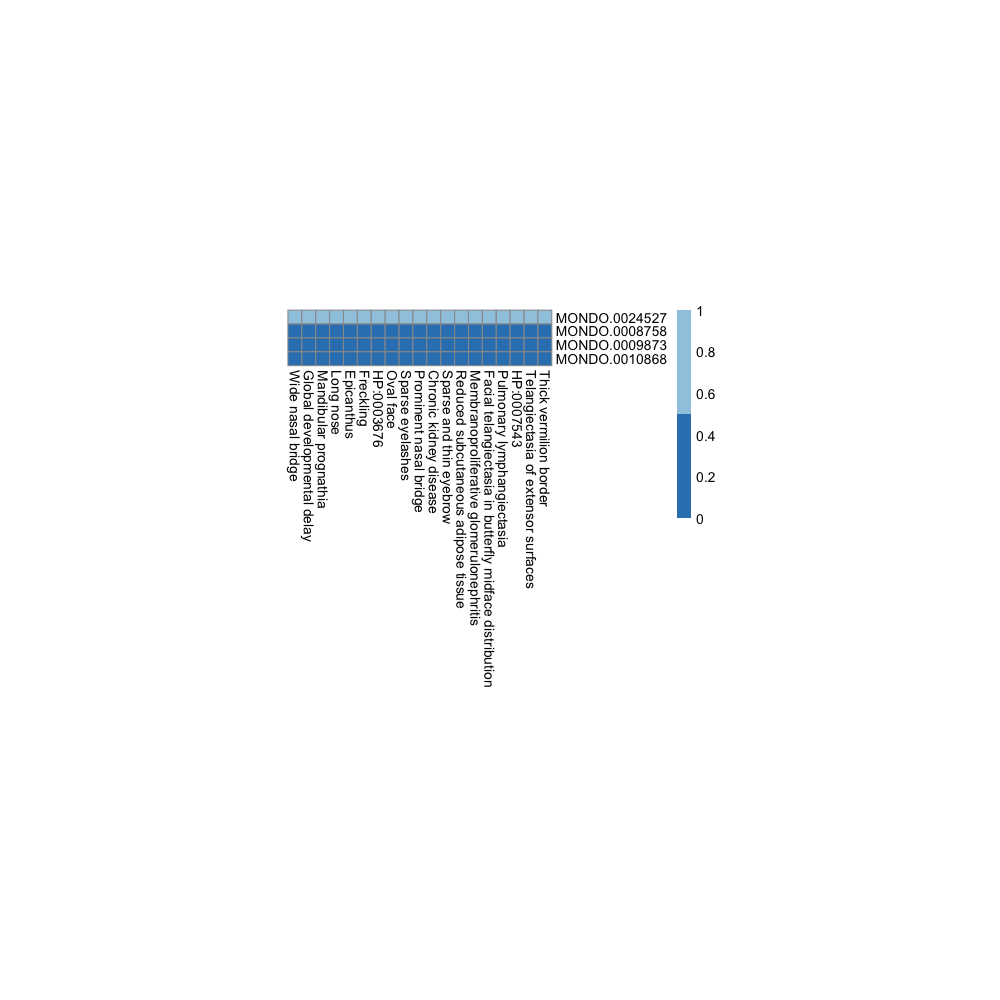 MONDO.0024527
MONDO.0008758
MONDO.0009873
MONDO.0010868
1
0.8
0.6
0.4
0.2
0
Wide nasal bridge
Global developmental delay
Mandibular prognathia
Long nose
Epicanthus
Freckling
HP:0003676
Oval face
Sparse eyelashes
Prominent nasal bridge
Chronic kidney disease
Sparse and thin eyebrow
Reduced subcutaneous adipose tissue
Membranoproliferative glomerulonephritis
Facial telangiectasia in butterfly midface distribution
Pulmonary lymphangiectasia
HP:0007543
Telangiectasia of extensor surfaces
Thick vermilion border